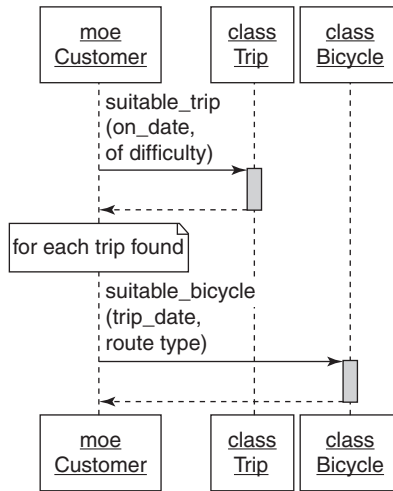 moe
Customer
class
Trip
class
Bicycle
suitable_trip
(on_date,
of difficulty)
for each trip found
suitable_bicycle
(trip_date,
route type)
moe
Customer
class
Trip
class
Bicycle